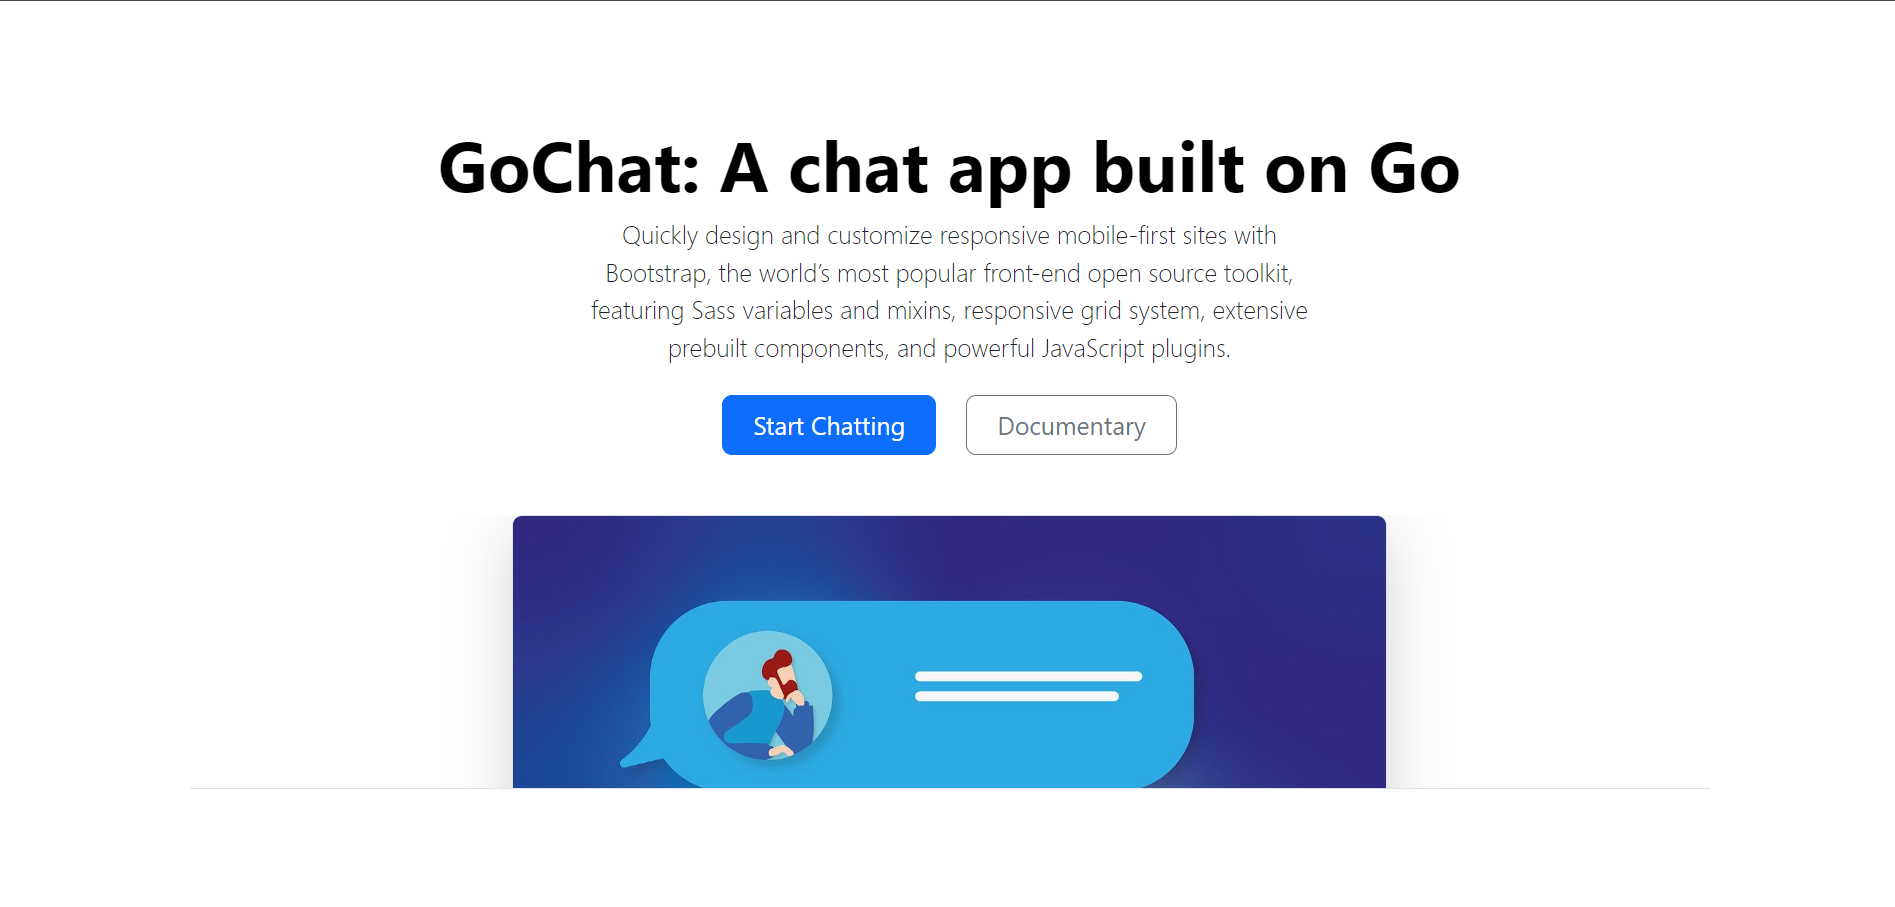 GoChat: A chat app built on Go
Quickly design and customize responsive mobile-first sites with
Bootstrap, the world’s most popular front-end open source toolkit,
featuring Sass variables and mixins, responsive grid system, extensive
prebuilt components, and powerful JavaScript plugins.
Start Chatting
Documentary